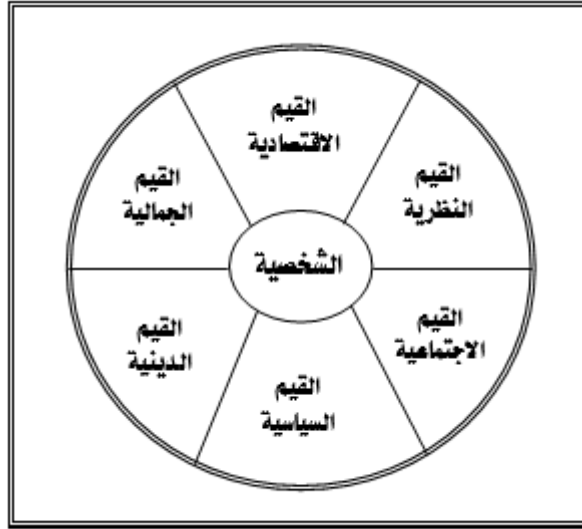 القيم
الاقتصادية
القيم
النظرية
القيم
الجمالية
الشخصية
القيم
الاجتماعية
القيم
الدينية
القيم
السياسية